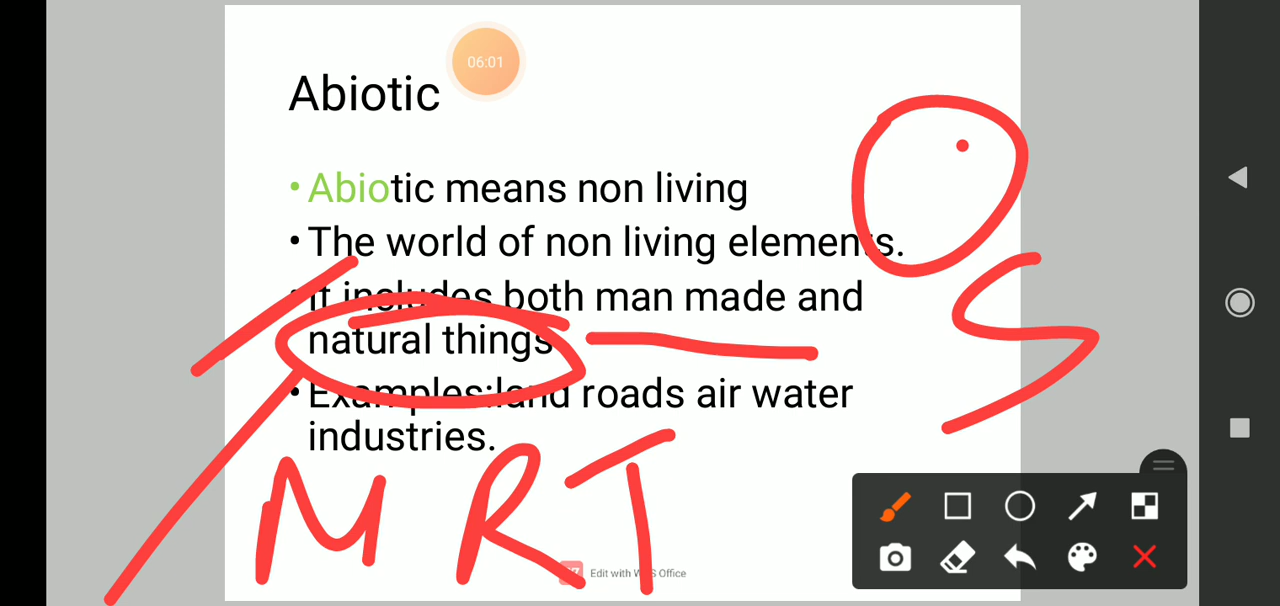 06:01
Abiotic
• Abiotic means non living
• The world of non living elements.
• It includes both man made and
natural things
• Examples:land roads air water
industries.
S
M R T
Edit with WPS Office